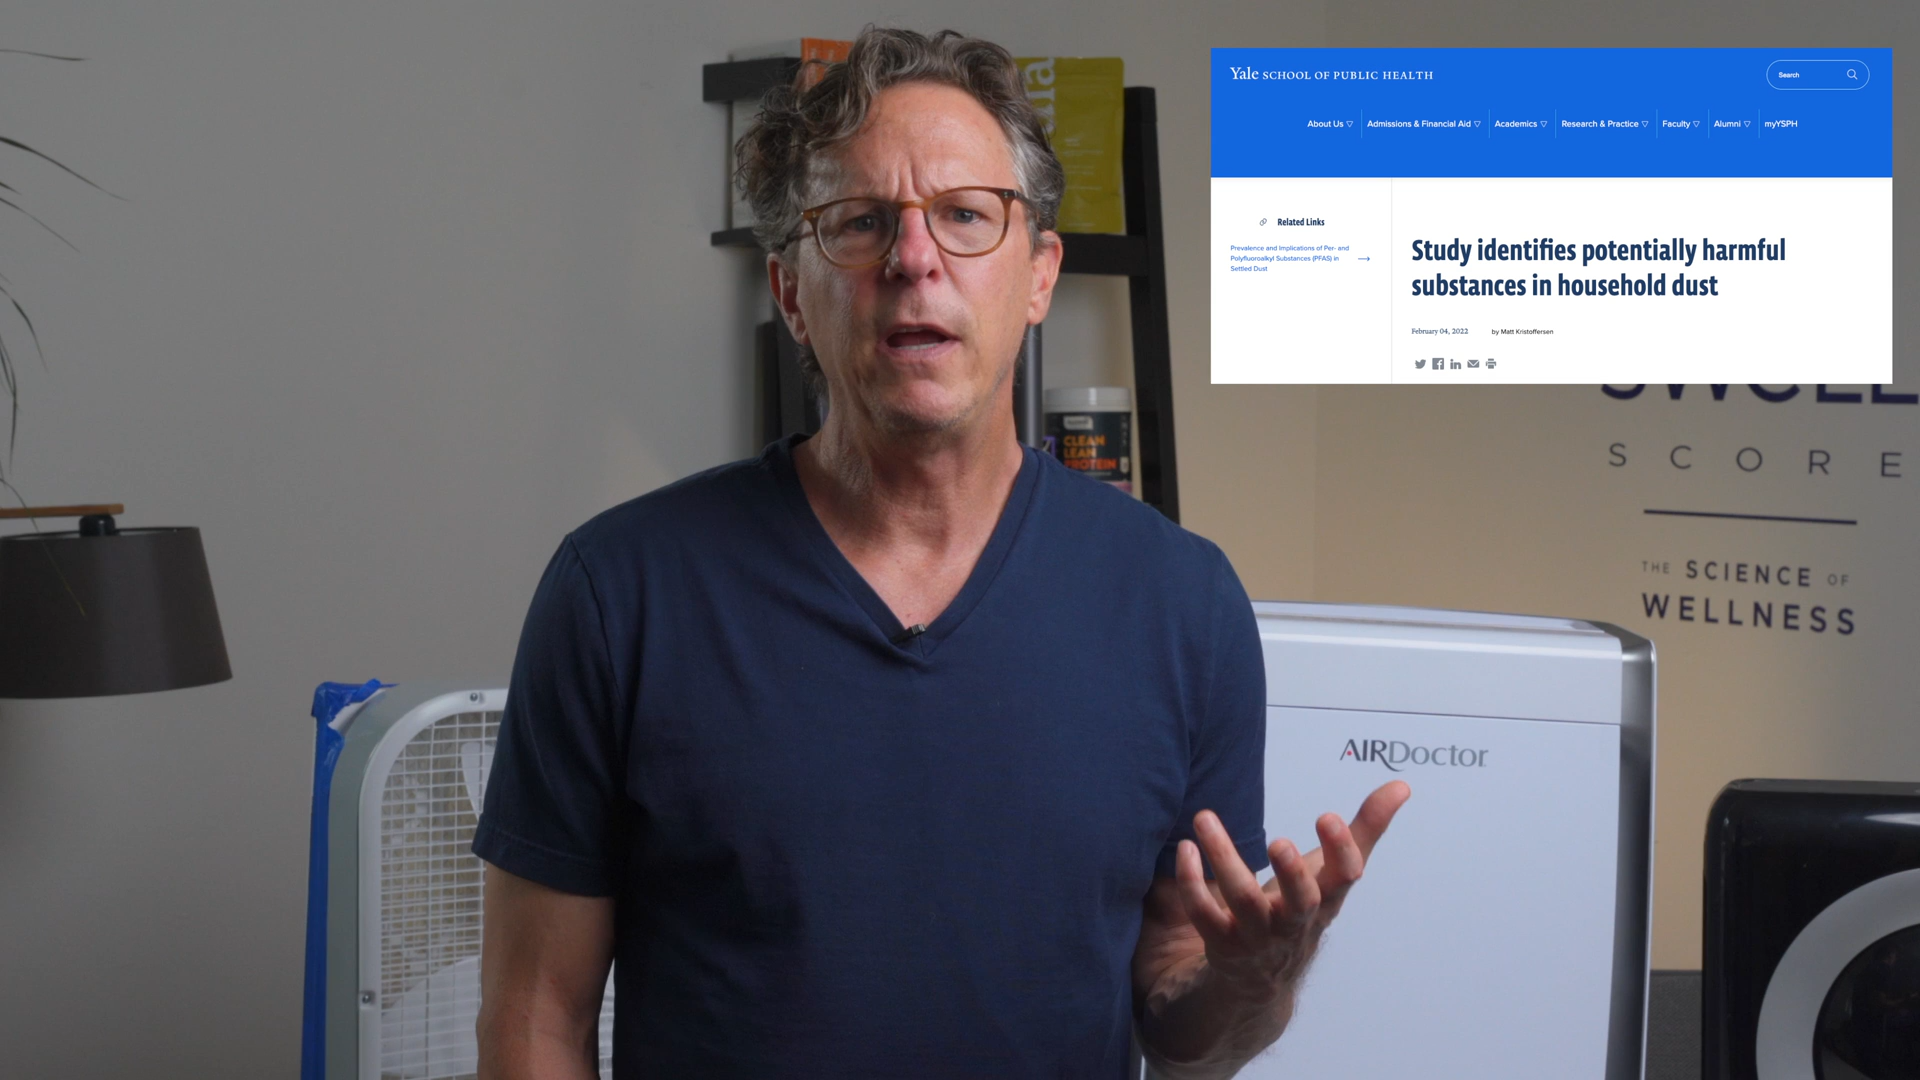 Yale SCHOOL OF PUBLIC HEALTH
Search
About Us
Admissions & Financial Aid
Academics
Research & Practice
Faculty
Alumni
myYSPH
Related Links
Prevalence and Implications of Per- and
Polyfluoroalkyl Substances (PFAS) in
Settled Dust
Study identifies potentially harmful
substances in household dust
February 04, 2022
by Matt Kristoffersen
CLEAN
LEAN
PROTEIN
SCORE
THE SCIENCE OF
WELLNESS
AIRDoctor